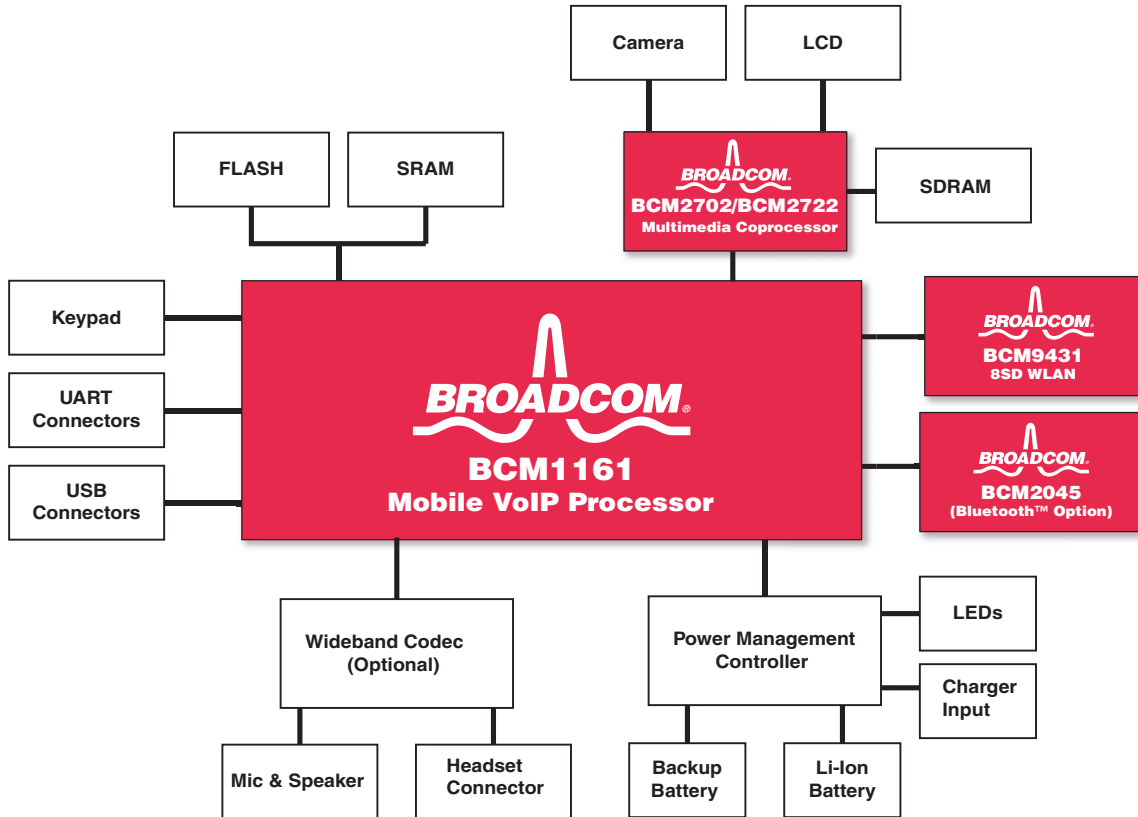 Camera
LCD
FLASH
SRAM
BROADCOM®
BCM2702/BCM2722
Multimedia Coprocessor
SDRAM
Keypad
UART
Connectors
USB
Connectors
BROADCOM®
BCM1161
Mobile VoIP Processor
BROADCOM®
BCM9431
8SD WLAN
BROADCOM®
BCM2045
(Bluetooth™ Option)
Wideband Codec
(Optional)
Power Management
Controller
LEDs
Charger
Input
Mic & Speaker
Headset
Connector
Backup
Battery
Li-Ion
Battery